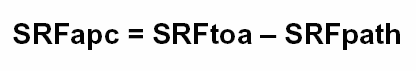 SRFapc = SRFtoa – SRFpath